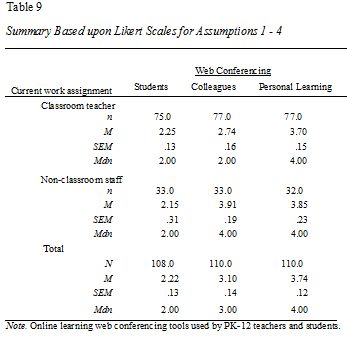 Table 9
Summary Based upon Likert Scales for Assumptions 1 - 4
Web Conferencing
Current work assignment Students Colleagues Personal Learning
Classroom teacher
n 75.0 77.0 77.0
M 2.25 2.74 3.70
SEM .13 .16 .15
Mdn 2.00 2.00 4.00
Non-classroom staff
n 33.0 33.0 32.0
M 2.15 3.91 3.85
SEM .31 .19 .23
Mdn 2.00 4.00 4.00
Total
N 108.0 110.0 110.0
M 2.22 3.10 3.74
SEM .13 .14 .12
Mdn 2.00 3.00 4.00
Note. Online learning web conferencing tools used by PK-12 teachers and students.